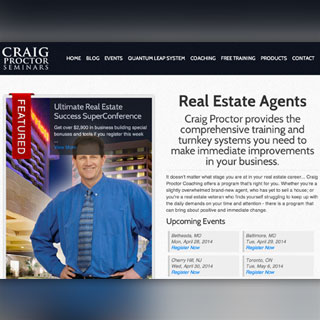 CRAIG
PROCTOR
SEMINARS
HOME BLOG EVENTS QUANTUM LEAP SYSTEM COACHING FREE TRAINING PRODUCTS CONTACT
FEATURED
Ultimate Real Estate
Success SuperConference
Get over $2,900 in business building special
bonuses and tools if you register this week
Real Estate Agents
Craig Proctor provides the
comprehensive training and
turnkey systems you need to
make immediate improvements
in your business.
It doesn't matter what stage you are at in your real estate career... Craig
Proctor Coaching offers a program that's right for you. Whether you're a
slightly overwhelmed brand-new agent, who has yet to sell a house; or
you're a real estate veteran who finds yourself struggling to keep up with
the daily demands on your time and attention - there is a program that
can bring about positive and immediate change.
Upcoming Events
Bethesda, MD
Mon, April 28, 2014
Register Now
Baltimore, MD
Tue, April 29, 2014
Register Now
Cherry Hill, NJ
Wed, April 30, 2014
Register Now
Toronto, ON
Tue, May 6, 2014
Register Now